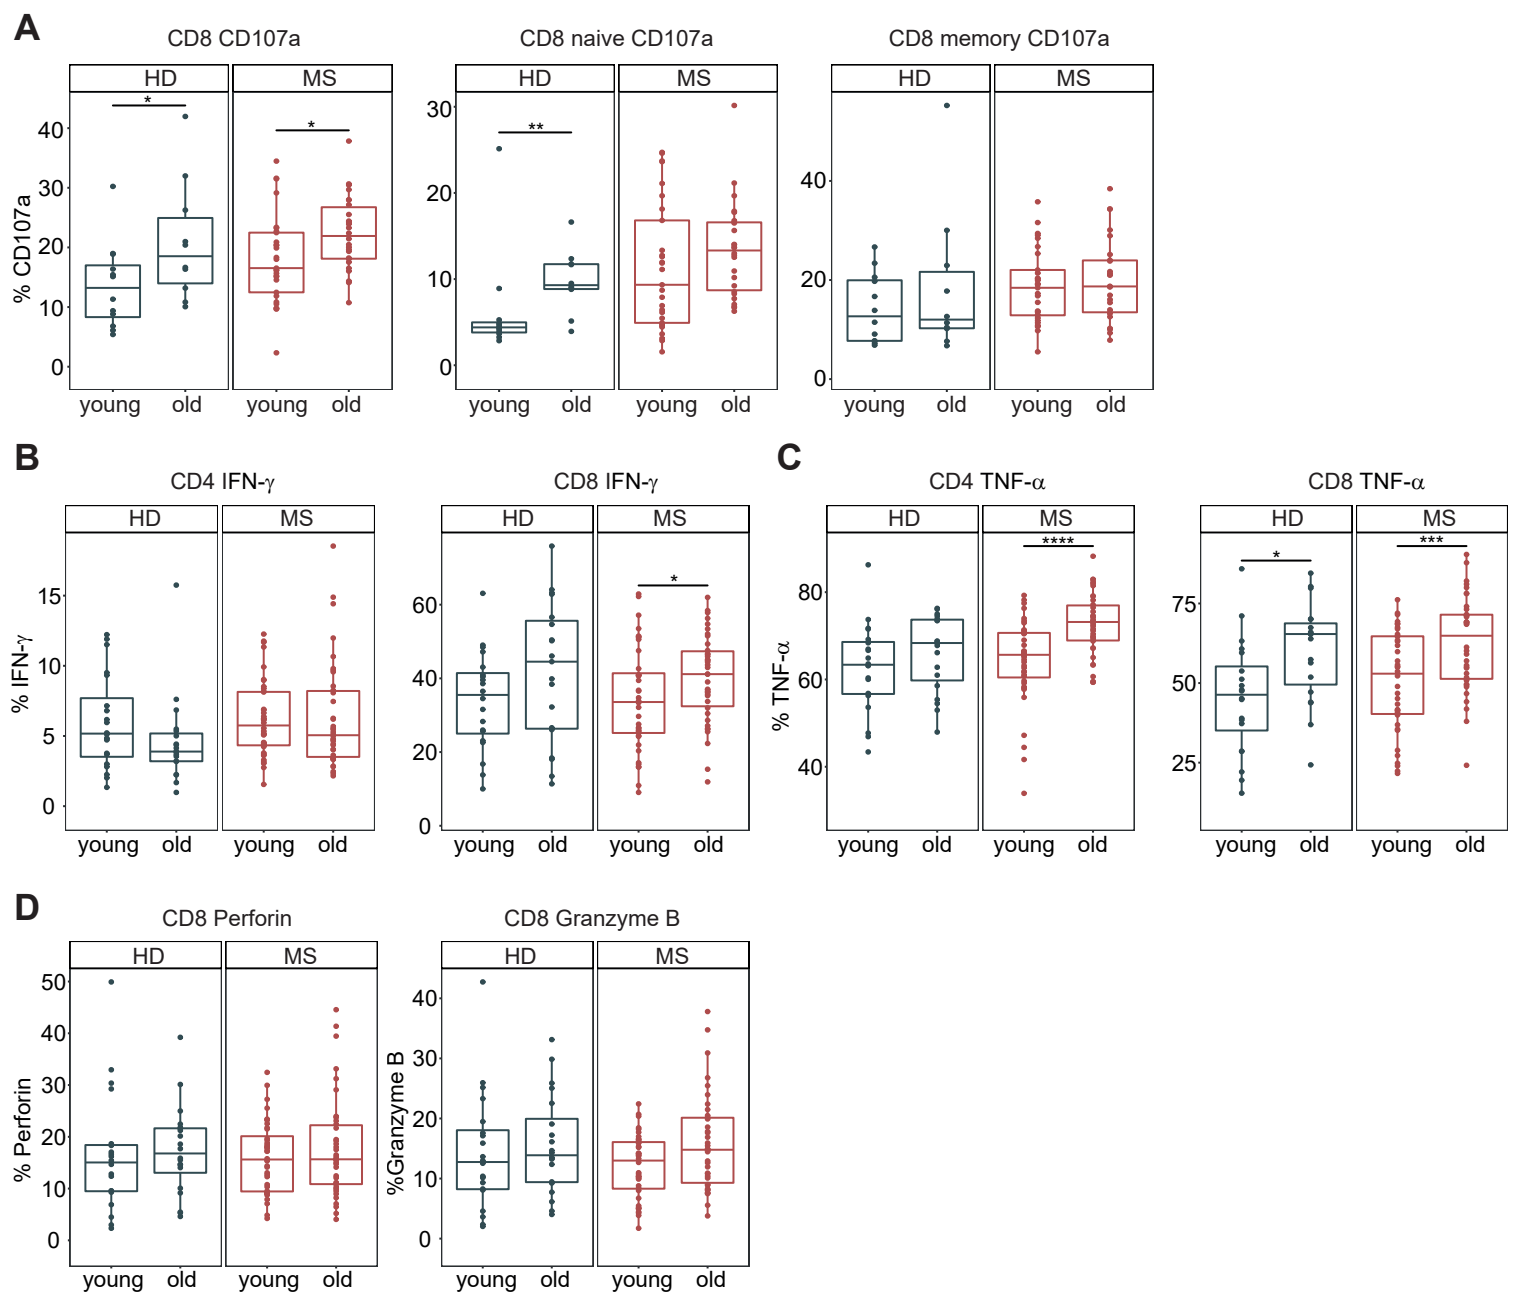 A
CD8 CD107a
CD8 naive CD107a
CD8 memory CD107a
HD MS
HD MS
HD MS
% CD107a
* *
**
40
30
20
10
0
30
20
10
0
40
20
0
young old young old
young old young old
young old young old
B
C
CD4 IFN-γ
CD8 IFN-γ
CD4 TNF-α
CD8 TNF-α
HD MS
HD MS
HD MS
HD MS
% IFN-γ
15
10
5
0
*
60
40
20
0
% TNF-α
****
80
60
40
* ***
75
50
25
young old young old
young old young old
young old young old
young old young old
D
CD8 Perforin
CD8 Granzyme B
HD MS
HD MS
% Perforin
50
40
30
20
10
0
%Granzyme B
40
30
20
10
0
young old young old
young old young old